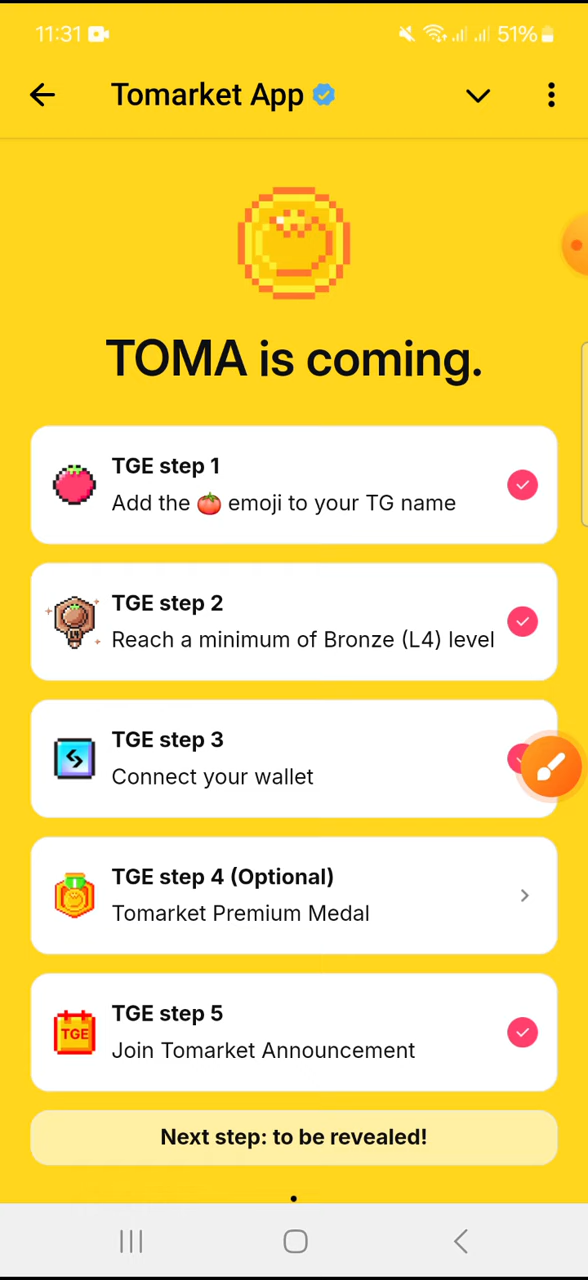 11:31 51%
Tomarket App
TOMA is coming.
TGE step 1
Add the 🍅 emoji to your TG name
TGE step 2
Reach a minimum of Bronze (L4) level
TGE step 3
Connect your wallet
TGE step 4 (Optional)
Tomarket Premium Medal
TGE
TGE step 5
Join Tomarket Announcement
Next step: to be revealed!